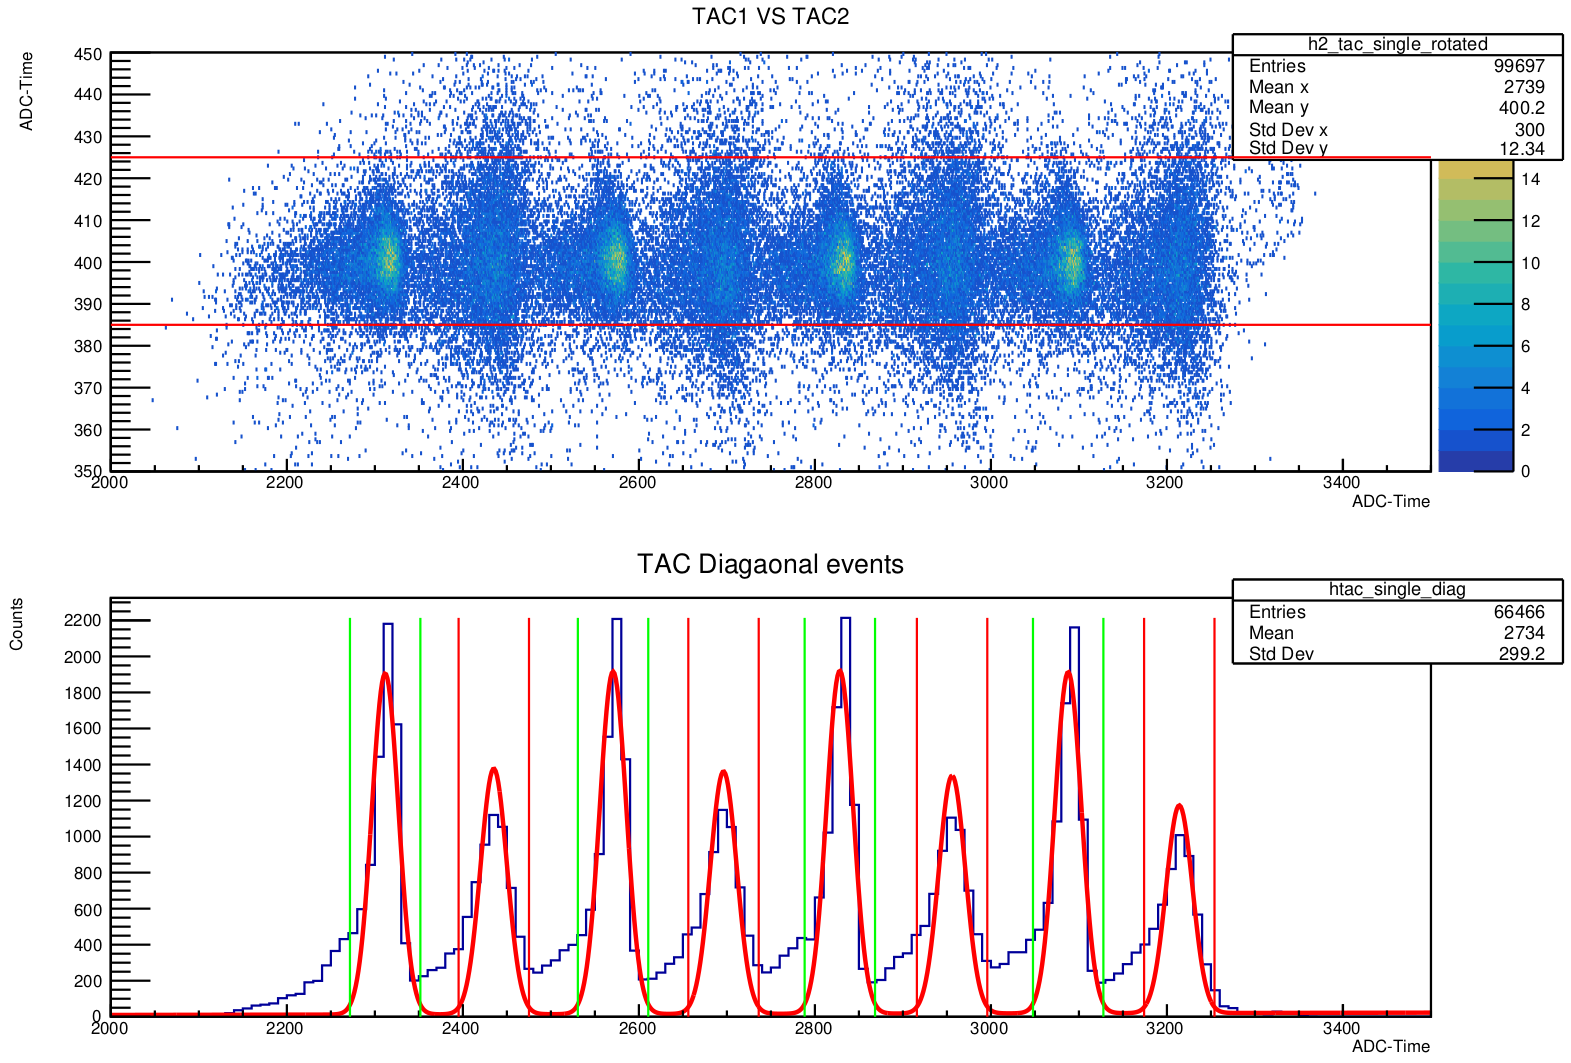 TAC1 VS TAC2
ADC-Time
450
440
430
420
410
400
390
380
370
360
350
2000
2200
2400
2600
2800
3000
3200
3400
ADC-Time
h2_tac_single_rotated
Entries 99697
Mean x 2739
Mean y 400.2
Std Dev x 300
Std Dev y 12.34
14
12
10
8
6
4
2
0
TAC Diagaonal events
Counts
2200
2000
1800
1600
1400
1200
1000
800
600
400
200
0
2000
2200
2400
2600
2800
3000
3200
3400
ADC-Time
htac_single_diag
Entries 66466
Mean 2734
Std Dev 299.2